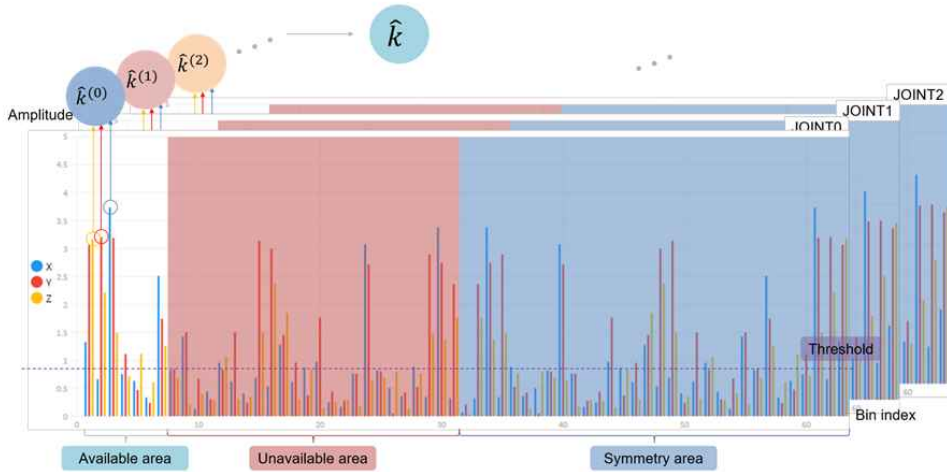 k̂
k̂⁽²⁾
k̂⁽¹⁾
k̂⁽⁰⁾
JOINT2
JOINT1
JOINT0
Amplitude
5
4.5
4
3.5
3
2.5
2
1.5
1
0.5
0
X
Y
Z
Threshold
0
10
20
30
40
50
60
Bin index
60
60
Available area
Unavailable area
Symmetry area